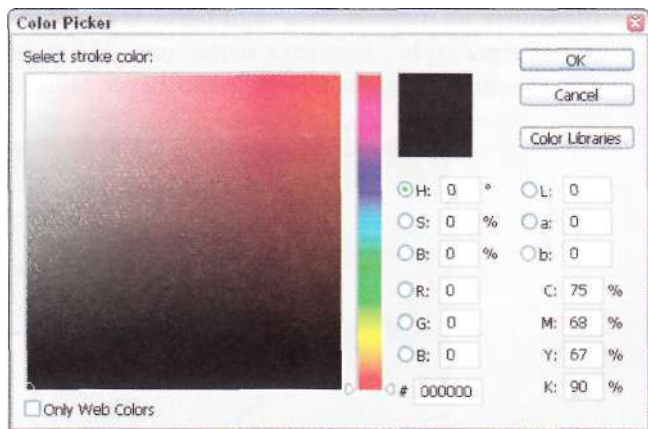 Color Picker
Select stroke color:
OK
Cancel
Color Libraries
H: 0 °
S: 0 %
B: 0 %
R: 0
G: 0
B: 0
# 000000
L: 0
a: 0
b: 0
C: 75 %
M: 68 %
Y: 67 %
K: 90 %
Only Web Colors